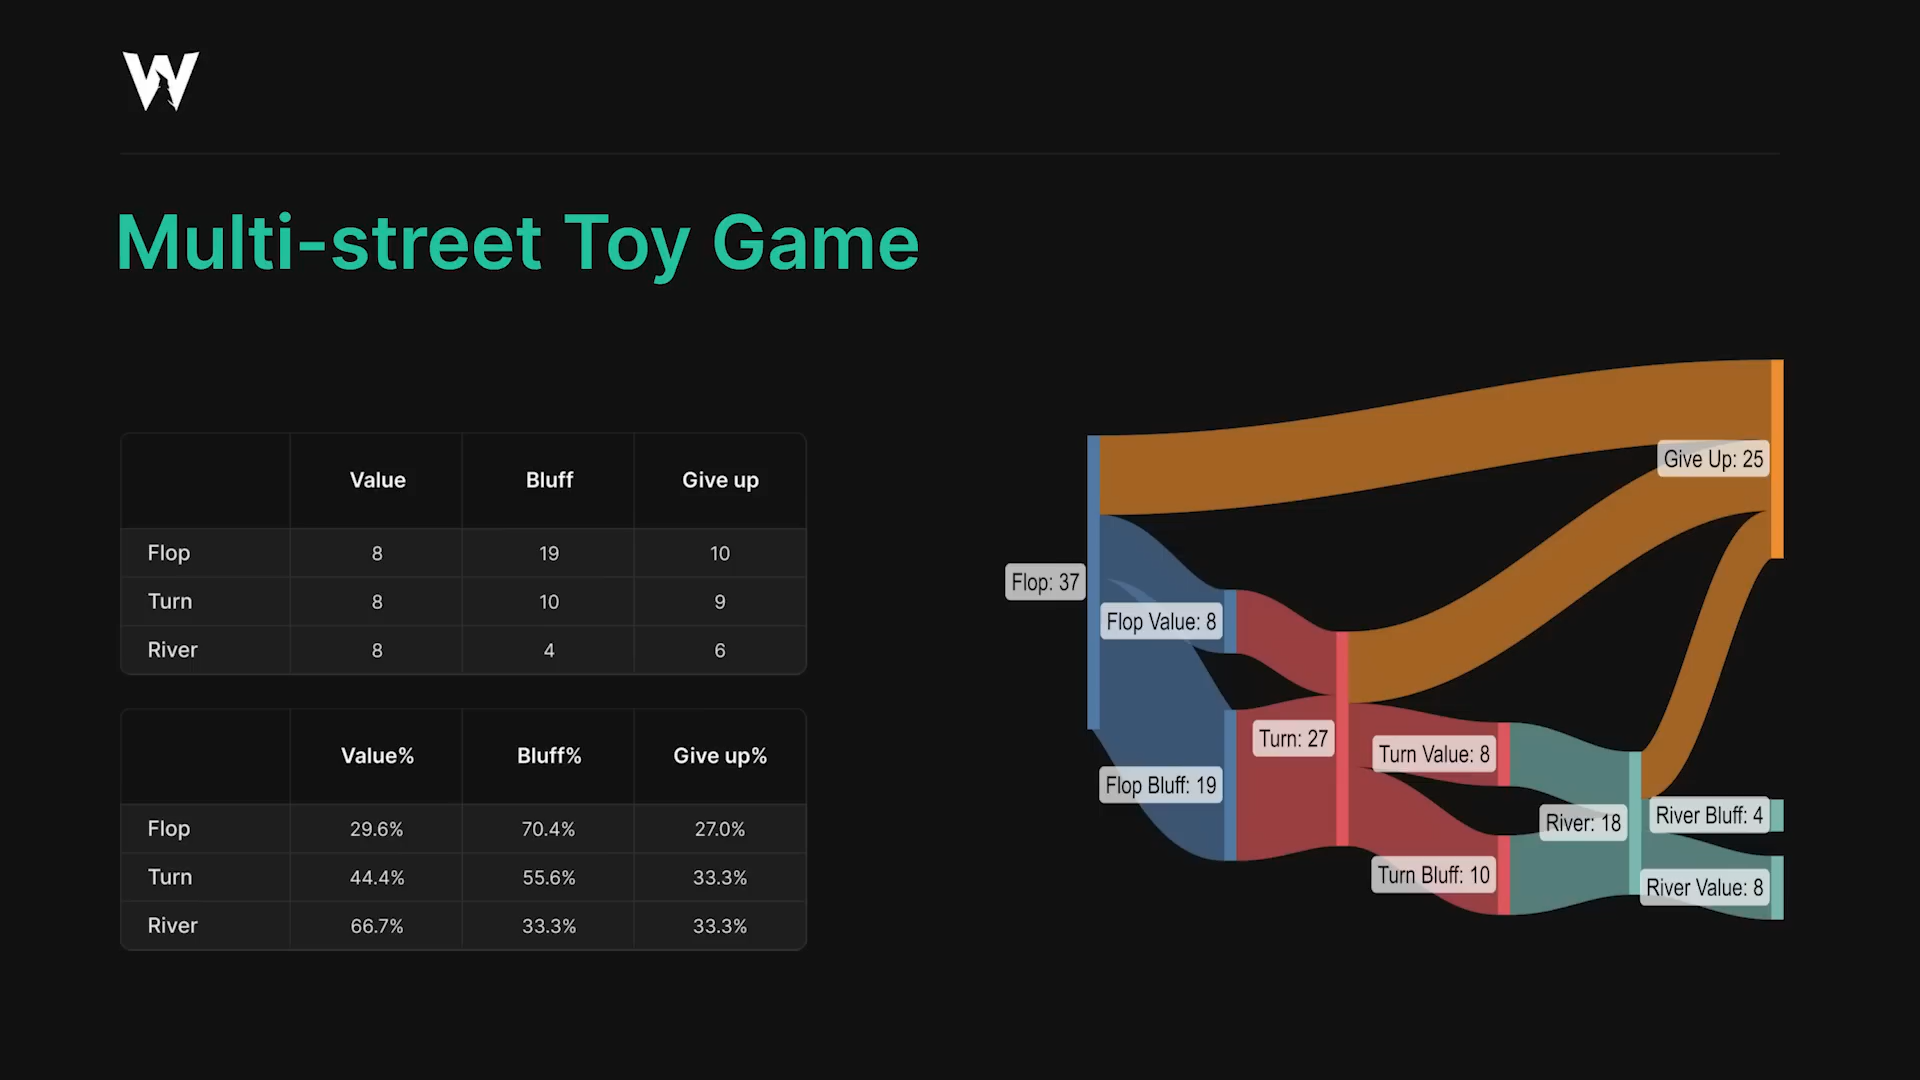 W
Multi-street Toy Game
Value Bluff Give up
Flop 8 19 10
Turn 8 10 9
River 8 4 6
Value% Bluff% Give up%
Flop 29.6% 70.4% 27.0%
Turn 44.4% 55.6% 33.3%
River 66.7% 33.3% 33.3%
Give Up: 25
Flop: 37
Flop Value: 8
Turn: 27
Turn Value: 8
Flop Bluff: 19
River: 18
River Bluff: 4
Turn Bluff: 10
River Value: 8